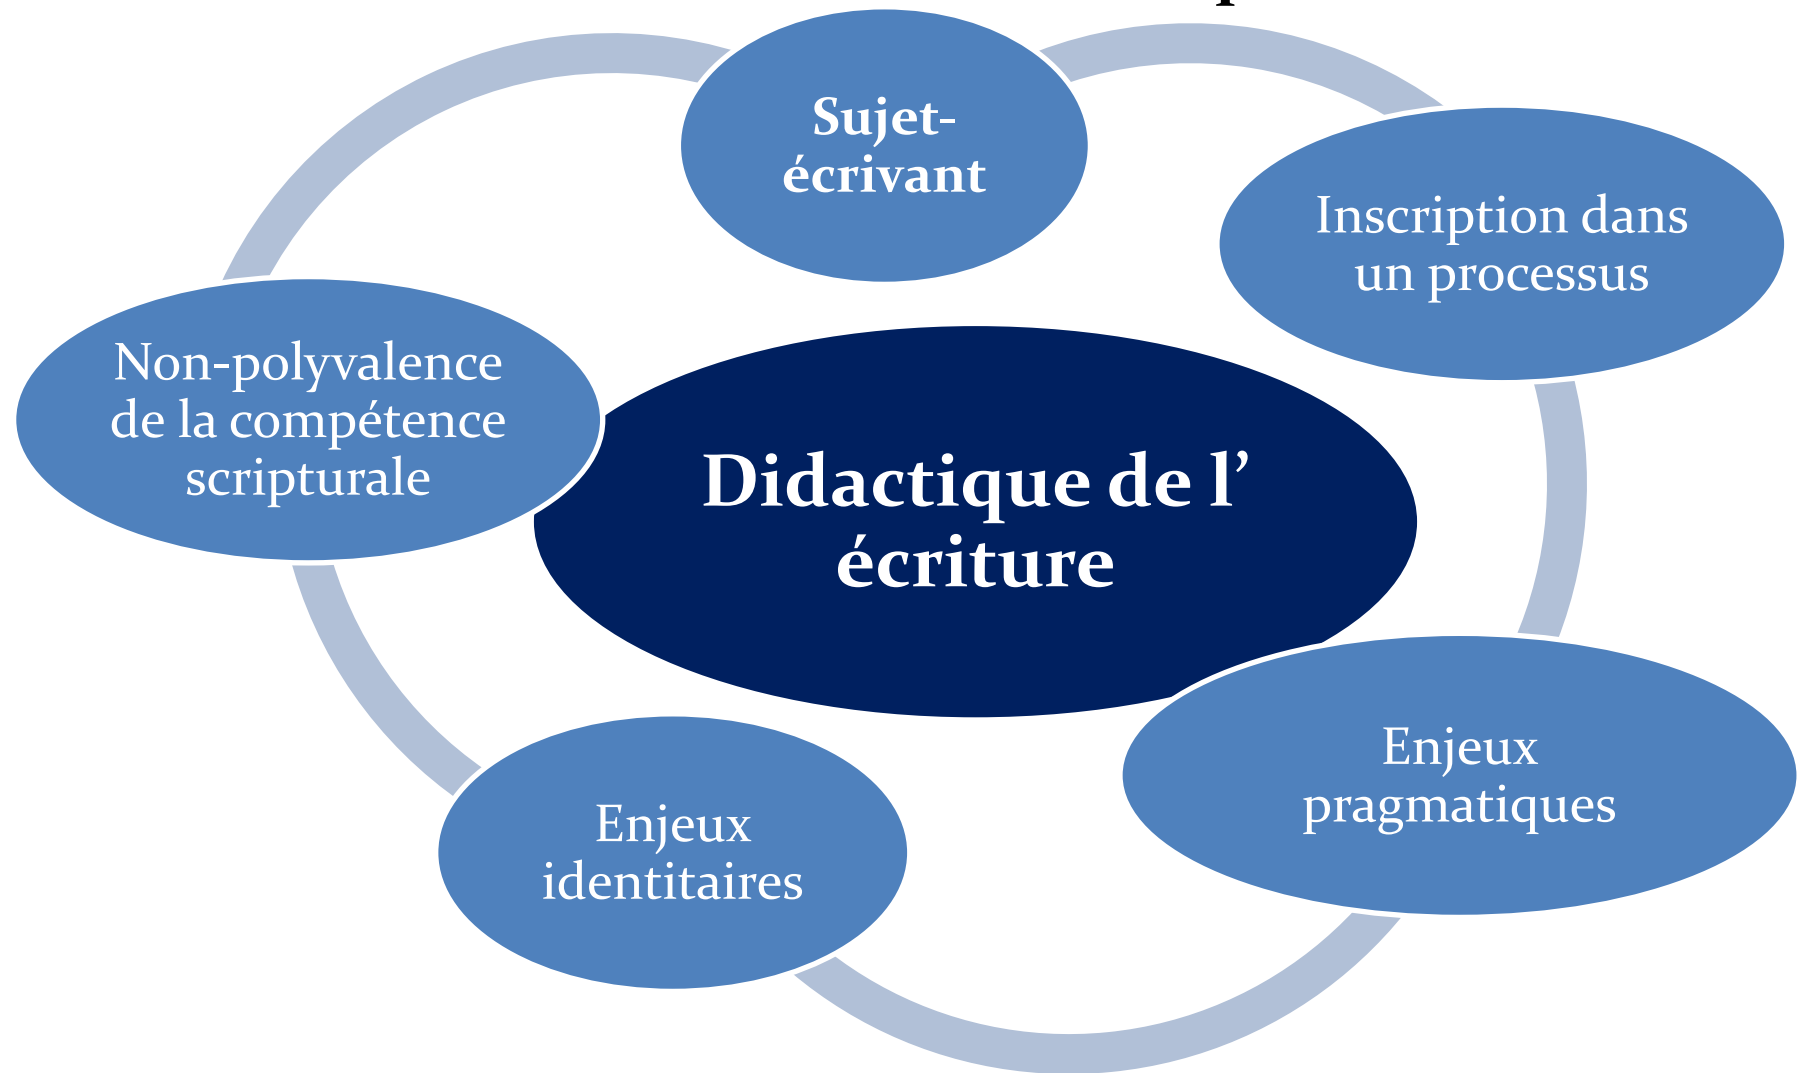 Sujet-
écrivant
Inscription dans
un processus
Non-polyvalence
de la compétence
scripturale
Didactique de l’
écriture
Enjeux
pragmatiques
Enjeux
identitaires